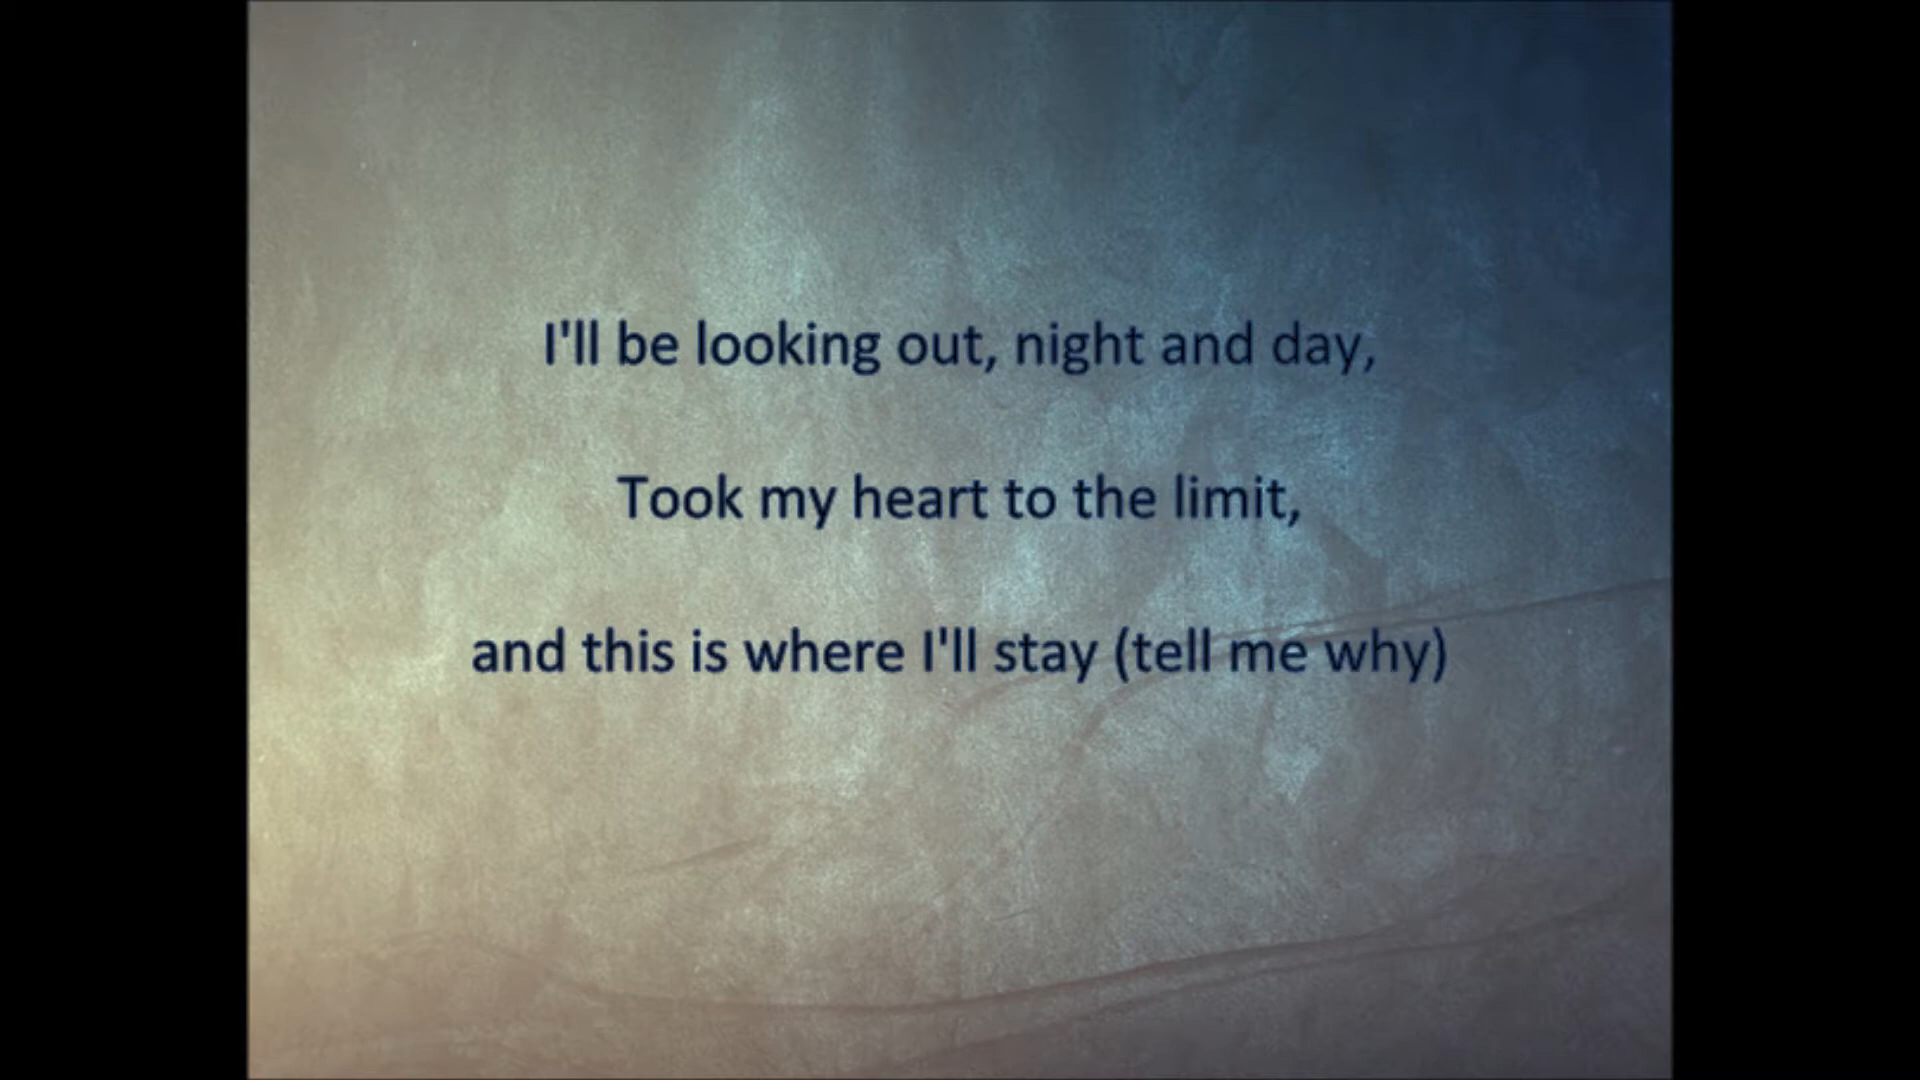 I'll be looking out, night and day,
Took my heart to the limit,
and this is where I'll stay (tell me why)